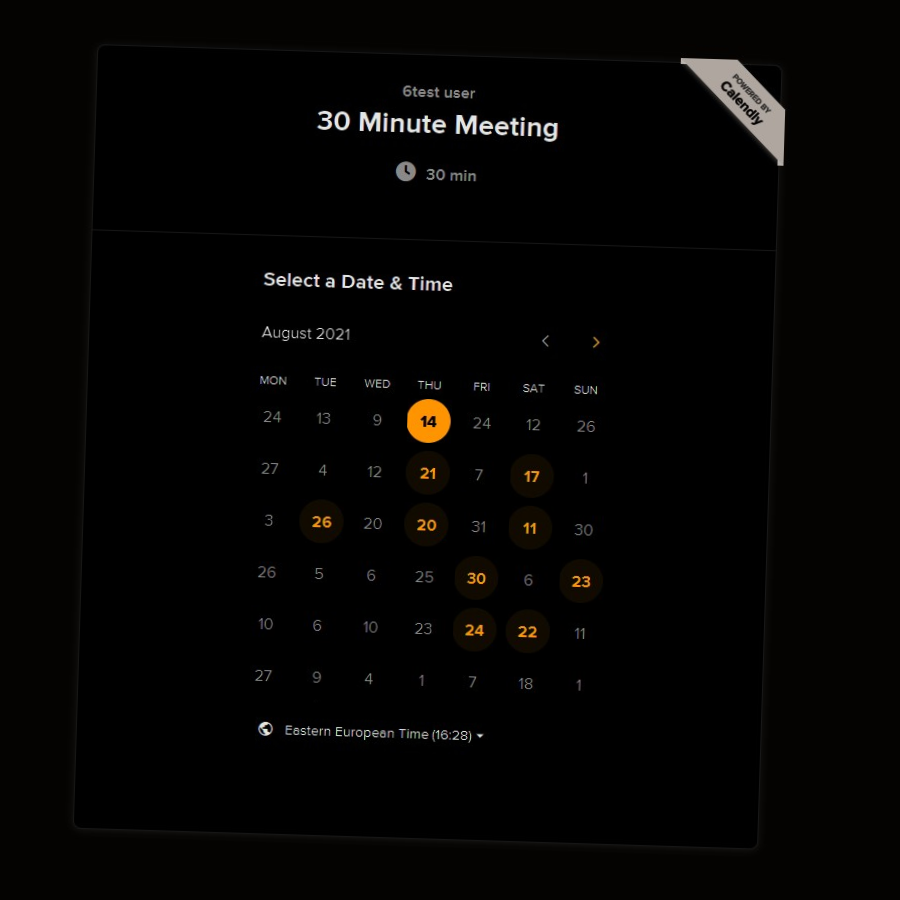 6test user
30 Minute Meeting
30 min
POWERED BY
Calendly
Select a Date & Time
August 2021
MON TUE WED THU FRI SAT SUN
24 13 9 14 24 12 26
27 4 12 21 7 17 1
3 26 20 20 31 11 30
26 5 6 25 30 6 23
10 6 10 23 24 22 11
27 9 4 1 7 18 1
Eastern European Time (16:28)